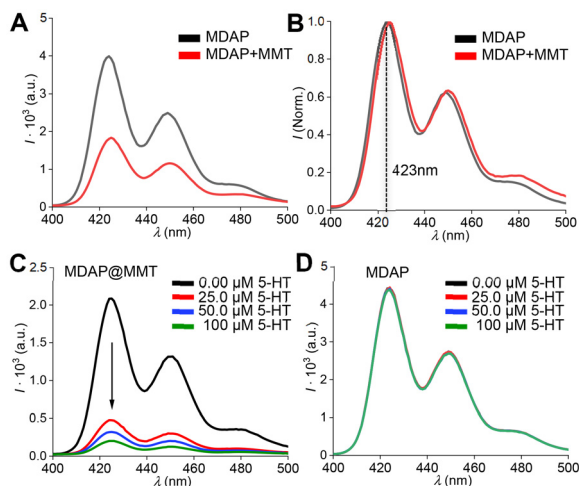 A
5
4
3
2
1
0
I · 10³ (a.u.)
MDAP
MDAP+MMT
400 420 440 460 480 500
λ (nm)
B
1.0
0.8
0.6
0.4
0.2
0.0
I (Norm.)
MDAP
MDAP+MMT
423nm
400 420 440 460 480 500
λ (nm)
C
2.5
2.0
1.5
1.0
0.5
0.0
I · 10³ (a.u.)
MDAP@MMT
0.00 µM 5-HT
25.0 µM 5-HT
50.0 µM 5-HT
100 µM 5-HT
400 420 440 460 480 500
λ (nm)
D
5
4
3
2
1
0
I · 10³ (a.u.)
MDAP
0.00 µM 5-HT
25.0 µM 5-HT
50.0 µM 5-HT
100 µM 5-HT
400 420 440 460 480 500
λ (nm)